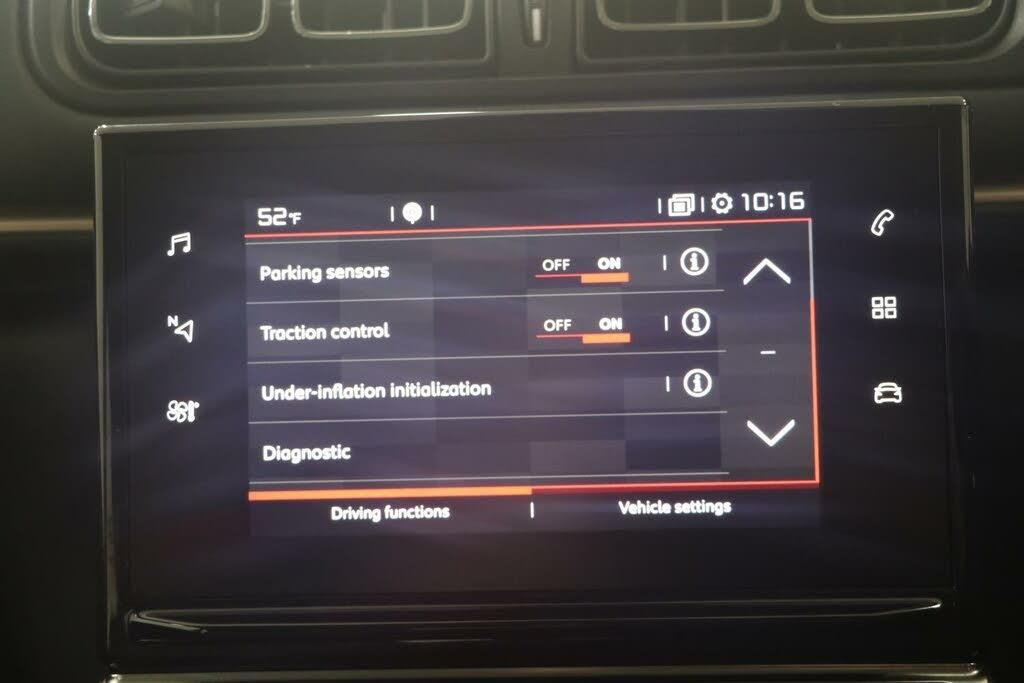 52°F 10:16
Parking sensors OFF ON
Traction control OFF ON
Under-inflation initialization
Diagnostic
Driving functions Vehicle settings
N